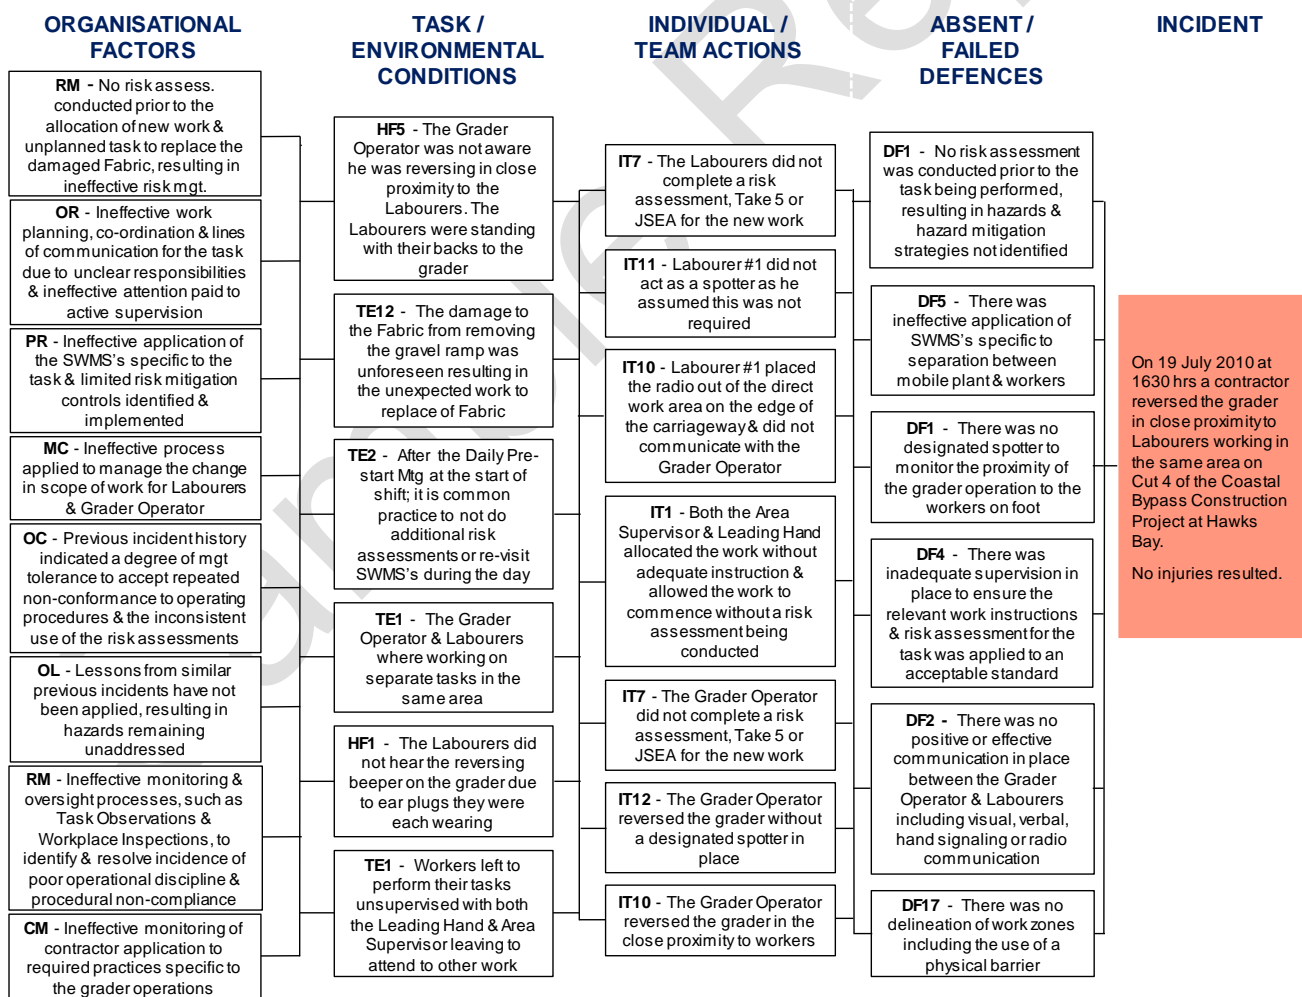 ORGANISATIONAL
FACTORS
RM - No risk assess.
conducted prior to the
allocation of new work &
unplanned task to replace the
damaged Fabric, resulting in
ineffective risk mgt.
OR - Ineffective work
planning, co-ordination & lines
of communication for the task
due to unclear responsibilities
& ineffective attention paid to
active supervision
PR - Ineffective application of
the SWMS's specific to the
task & limited risk mitigation
controls identified &
implemented
MC - Ineffective process
applied to manage the change
in scope of work for Labourers
& Grader Operator
OC - Previous incident history
indicated a degree of mgt
tolerance to accept repeated
non-conformance to operating
procedures & the inconsistent
use of the risk assessments
OL - Lessons from similar
previous incidents have not
been applied, resulting in
hazards remaining
unaddressed
RM - Ineffective monitoring &
oversight processes, such as
Task Observations &
Workplace Inspections, to
identify & resolve incidence of
poor operational discipline &
procedural non-compliance
CM - Ineffective monitoring of
contractor application to
required practices specific to
the grader operations
TASK /
ENVIRONMENTAL
CONDITIONS
HF5 - The Grader
Operator was not aware
he was reversing in close
proximity to the
Labourers. The
Labourers were standing
with their backs to the
grader
TE12 - The damage to
the Fabric from removing
the gravel ramp was
unforeseen resulting in
the unexpected work to
replace of Fabric
TE2 - After the Daily Pre-
start Mtg at the start of
shift; it is common
practice to not do
additional risk
assessments or re-visit
SWMS's during the day
TE1 - The Grader
Operator & Labourers
where working on
separate tasks in the
same area
HF1 - The Labourers did
not hear the reversing
beeper on the grader due
to ear plugs they were
each wearing
TE1 - Workers left to
perform their tasks
unsupervised with both
the Leading Hand & Area
Supervisor leaving to
attend to other work
INDIVIDUAL /
TEAM ACTIONS
IT7 - The Labourers did not
complete a risk
assessment, Take 5 or
JSEA for the new work
IT11 - Labourer #1 did not
act as a spotter as he
assumed this was not
required
IT10 - Labourer #1 placed
the radio out of the direct
work area on the edge of
the carriageway & did not
communicate with the
Grader Operator
IT1 - Both the Area
Supervisor & Leading Hand
allocated the work without
adequate instruction &
allowed the work to
commence without a risk
assessment being
conducted
IT7 - The Grader Operator
did not complete a risk
assessment, Take 5 or
JSEA for the new work
IT12 - The Grader Operator
reversed the grader without
a designated spotter in
place
IT10 - The Grader Operator
reversed the grader in the
close proximity to workers
ABSENT /
FAILED
DEFENCES
DF1 - No risk assessment
was conducted prior to the
task being performed,
resulting in hazards &
hazard mitigation
strategies not identified
DF5 - There was
ineffective application of
SWMS's specific to
separation between
mobile plant & workers
DF1 - There was no
designated spotter to
monitor the proximity of
the grader operation to the
workers on foot
DF4 - There was
inadequate supervision in
place to ensure the
relevant work instructions
& risk assessment for the
task was applied to an
acceptable standard
DF2 - There was no
positive or effective
communication in place
between the Grader
Operator & Labourers
including visual, verbal,
hand signaling or radio
communication
DF17 - There was no
delineation of work zones
including the use of a
physical barrier
INCIDENT
On 19 July 2010 at
1630 hrs a contractor
reversed the grader
in close proximity to
Labourers working in
the same area on
Cut 4 of the Coastal
Bypass Construction
Project at Hawks
Bay.
No injuries resulted.